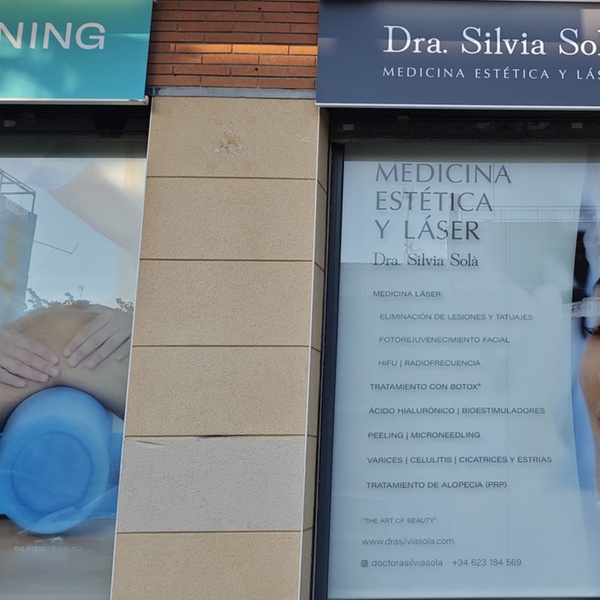 NING
Dra. Silvia Sol
MEDICINA ESTÉTICA Y LÁS
MEDICINA
ESTÉTICA
Y LÁSER
Dra. Silvia Solà
MEDICINA LÁSER
ELIMINACIÓN DE LESIONES Y TATUAJES
FOTOREJUVENECIMIENTO FACIAL
HIFU | RADIOFRECUENCIA
TRATAMIENTO CON BOTOX®
ÁCIDO HIALURÓNICO | BIOESTIMULADORES
PEELING | MICRONEEDLING
VARICES | CELULITIS | CICATRICES Y ESTRÍAS
TRATAMIENTO DE ALOPECIA (PRP)
"THE ART OF BEAUTY"
www.drasilviasola.com
doctorasilviasola +34 623 184 569